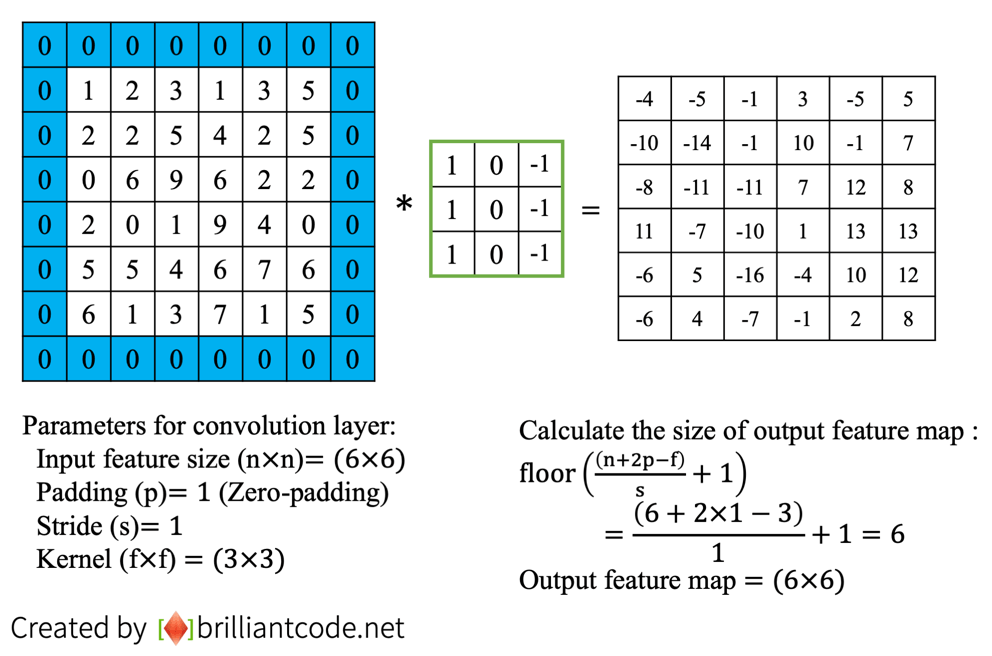 0 0 0 0 0 0 0 0
0 1 2 3 1 3 5 0
0 2 2 5 4 2 5 0
0 0 6 9 6 2 2 0
0 2 0 1 9 4 0 0
0 5 5 4 6 7 6 0
0 6 1 3 7 1 5 0
0 0 0 0 0 0 0 0
*
1 0 -1
1 0 -1
1 0 -1
=
-4 -5 -1 3 -5 5
-10 -14 -1 10 -1 7
-8 -11 -11 7 12 8
11 -7 -10 1 13 13
-6 5 -16 -4 10 12
-6 4 -7 -1 2 8
Parameters for convolution layer:
Input feature size (n×n)= (6×6)
Padding (p)= 1 (Zero-padding)
Stride (s)= 1
Kernel (f×f) = (3×3)
Calculate the size of output feature map :
floor ((n+2p−f)/s + 1)
= (6 + 2×1 − 3)/1 + 1 = 6
Output feature map = (6×6)
Created by [ ]brilliantcode.net